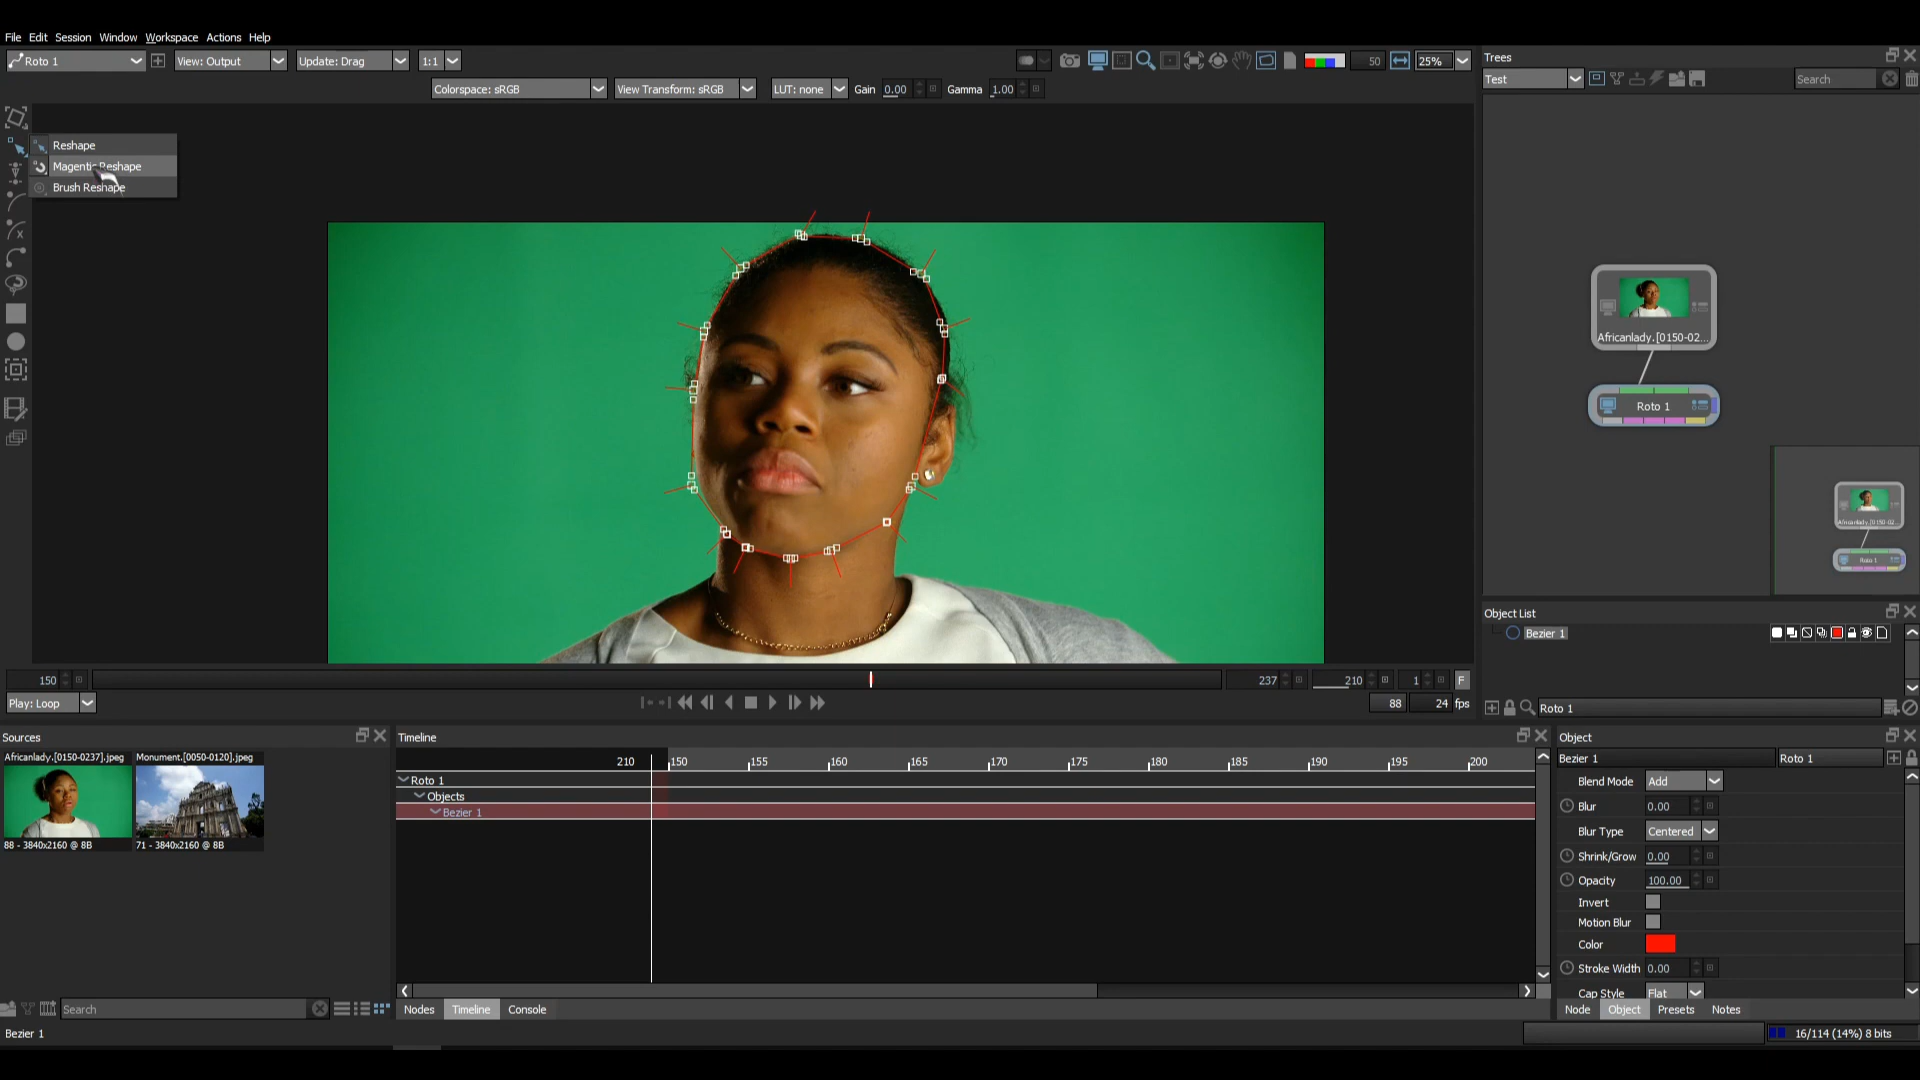 File Edit Session Window Workspace Actions Help
Roto 1 View: Output Update: Drag 1:1 50 25%
Colorspace: sRGB View Transform: sRGB LUT: none Gain 0.00 Gamma 1.00
Reshape
Magentic Reshape
Brush Reshape
150 237 210 1 F
Play: Loop 88 24 fps
Trees
Test Search
Africanlady.[0150-02...
Roto 1
Africanlady.[0150-02...
Roto 1
Object List
Bezier 1
Roto 1
Sources
Africanlady.[0150-0237].jpeg Monument.[0050-0120].jpeg
88 - 3840x2160 @ 8B 71 - 3840x2160 @ 8B
Search
Timeline
210 150 155 160 165 170 175 180 185 190 195 200
Roto 1
Objects
Bezier 1
Nodes Timeline Console
Object
Bezier 1 Roto 1
Blend Mode Add
Blur 0.00
Blur Type Centered
Shrink/Grow 0.00
Opacity 100.00
Invert
Motion Blur
Color
Stroke Width 0.00
Cap Style Flat
Node Object Presets Notes
Bezier 1 16/114 (14%) 8 bits